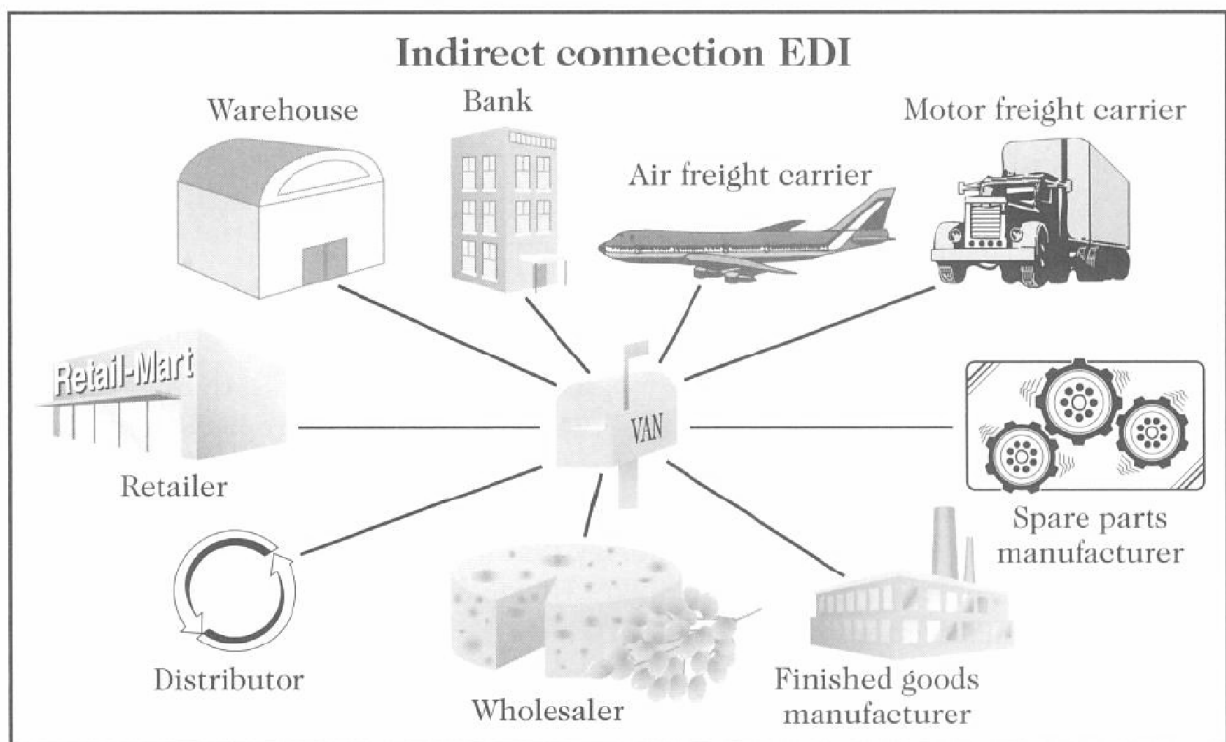 Indirect connection EDI
Warehouse
Bank
Motor freight carrier
Air freight carrier
Retail-Mart
VAN
Retailer
Spare parts
manufacturer
Distributor
Wholesaler
Finished goods
manufacturer